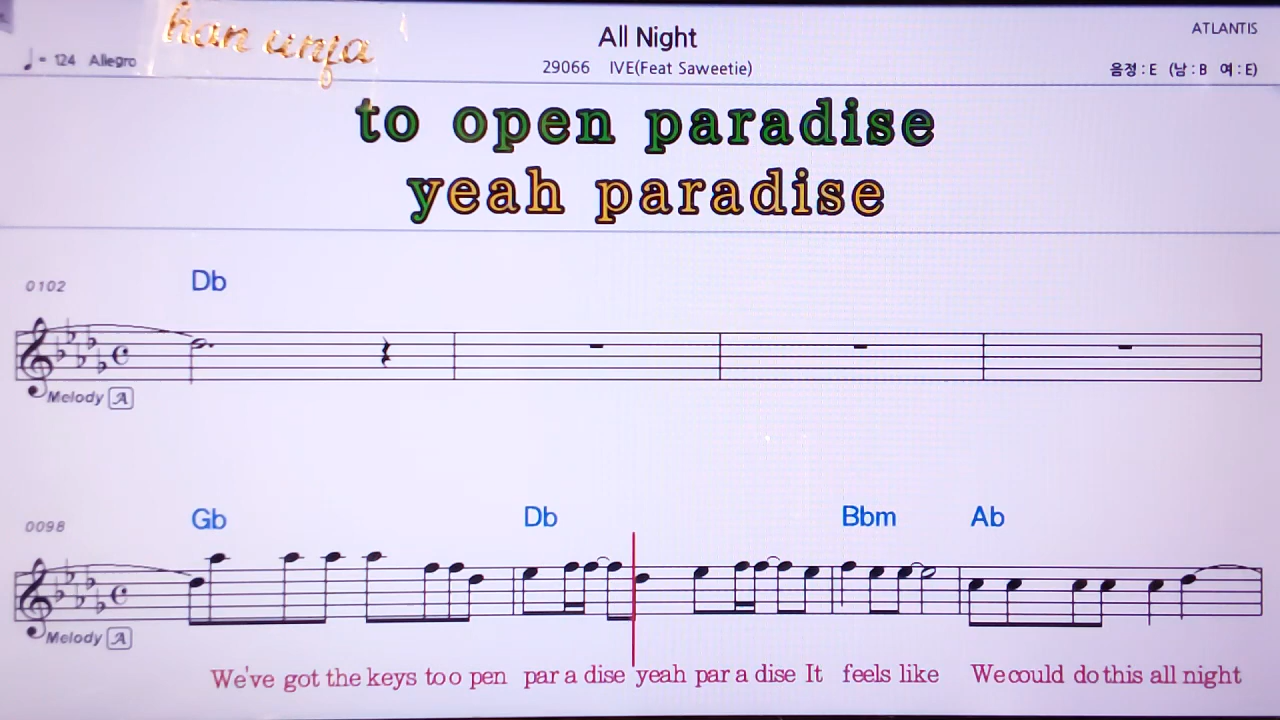 han unja
All Night
ATLANTIS
♩= 124 Allegro
29066 IVE(Feat Saweetie)
음정 : E (남 : B 여 : E)
to open paradise
yeah paradise
0102
Db
Melody A
0098
Gb Db Bbm Ab
Melody A
We've got the keys too pen par a dise yeah par a dise It feels like We could do this all night